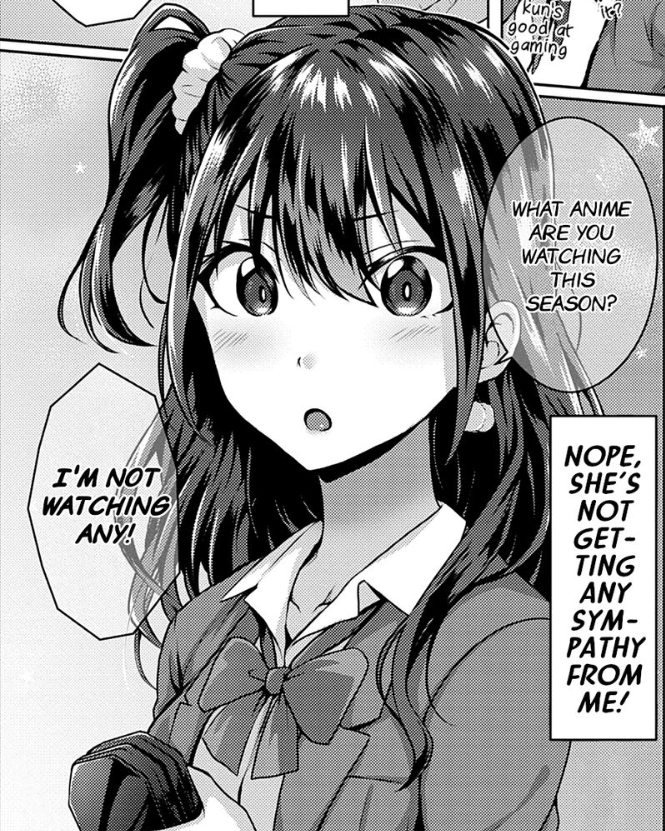 kun's
good at
gaming
it?
WHAT ANIME
ARE YOU
WATCHING
THIS
SEASON?
I'M NOT
WATCHING
ANY!
NOPE,
SHE'S
NOT
GET-
TING
ANY
SYM-
PATHY
FROM
ME!